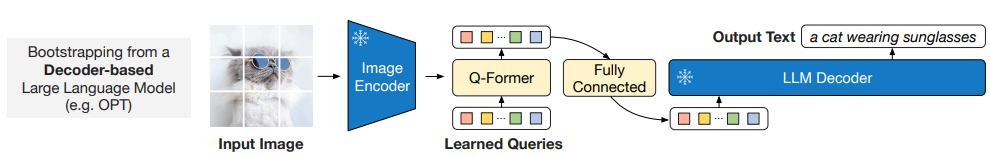 Bootstrapping from a
Decoder-based
Large Language Model
(e.g. OPT)
Input Image
Image
Encoder
Q-Former
Learned Queries
Fully
Connected
Output Text
a cat wearing sunglasses
LLM Decoder